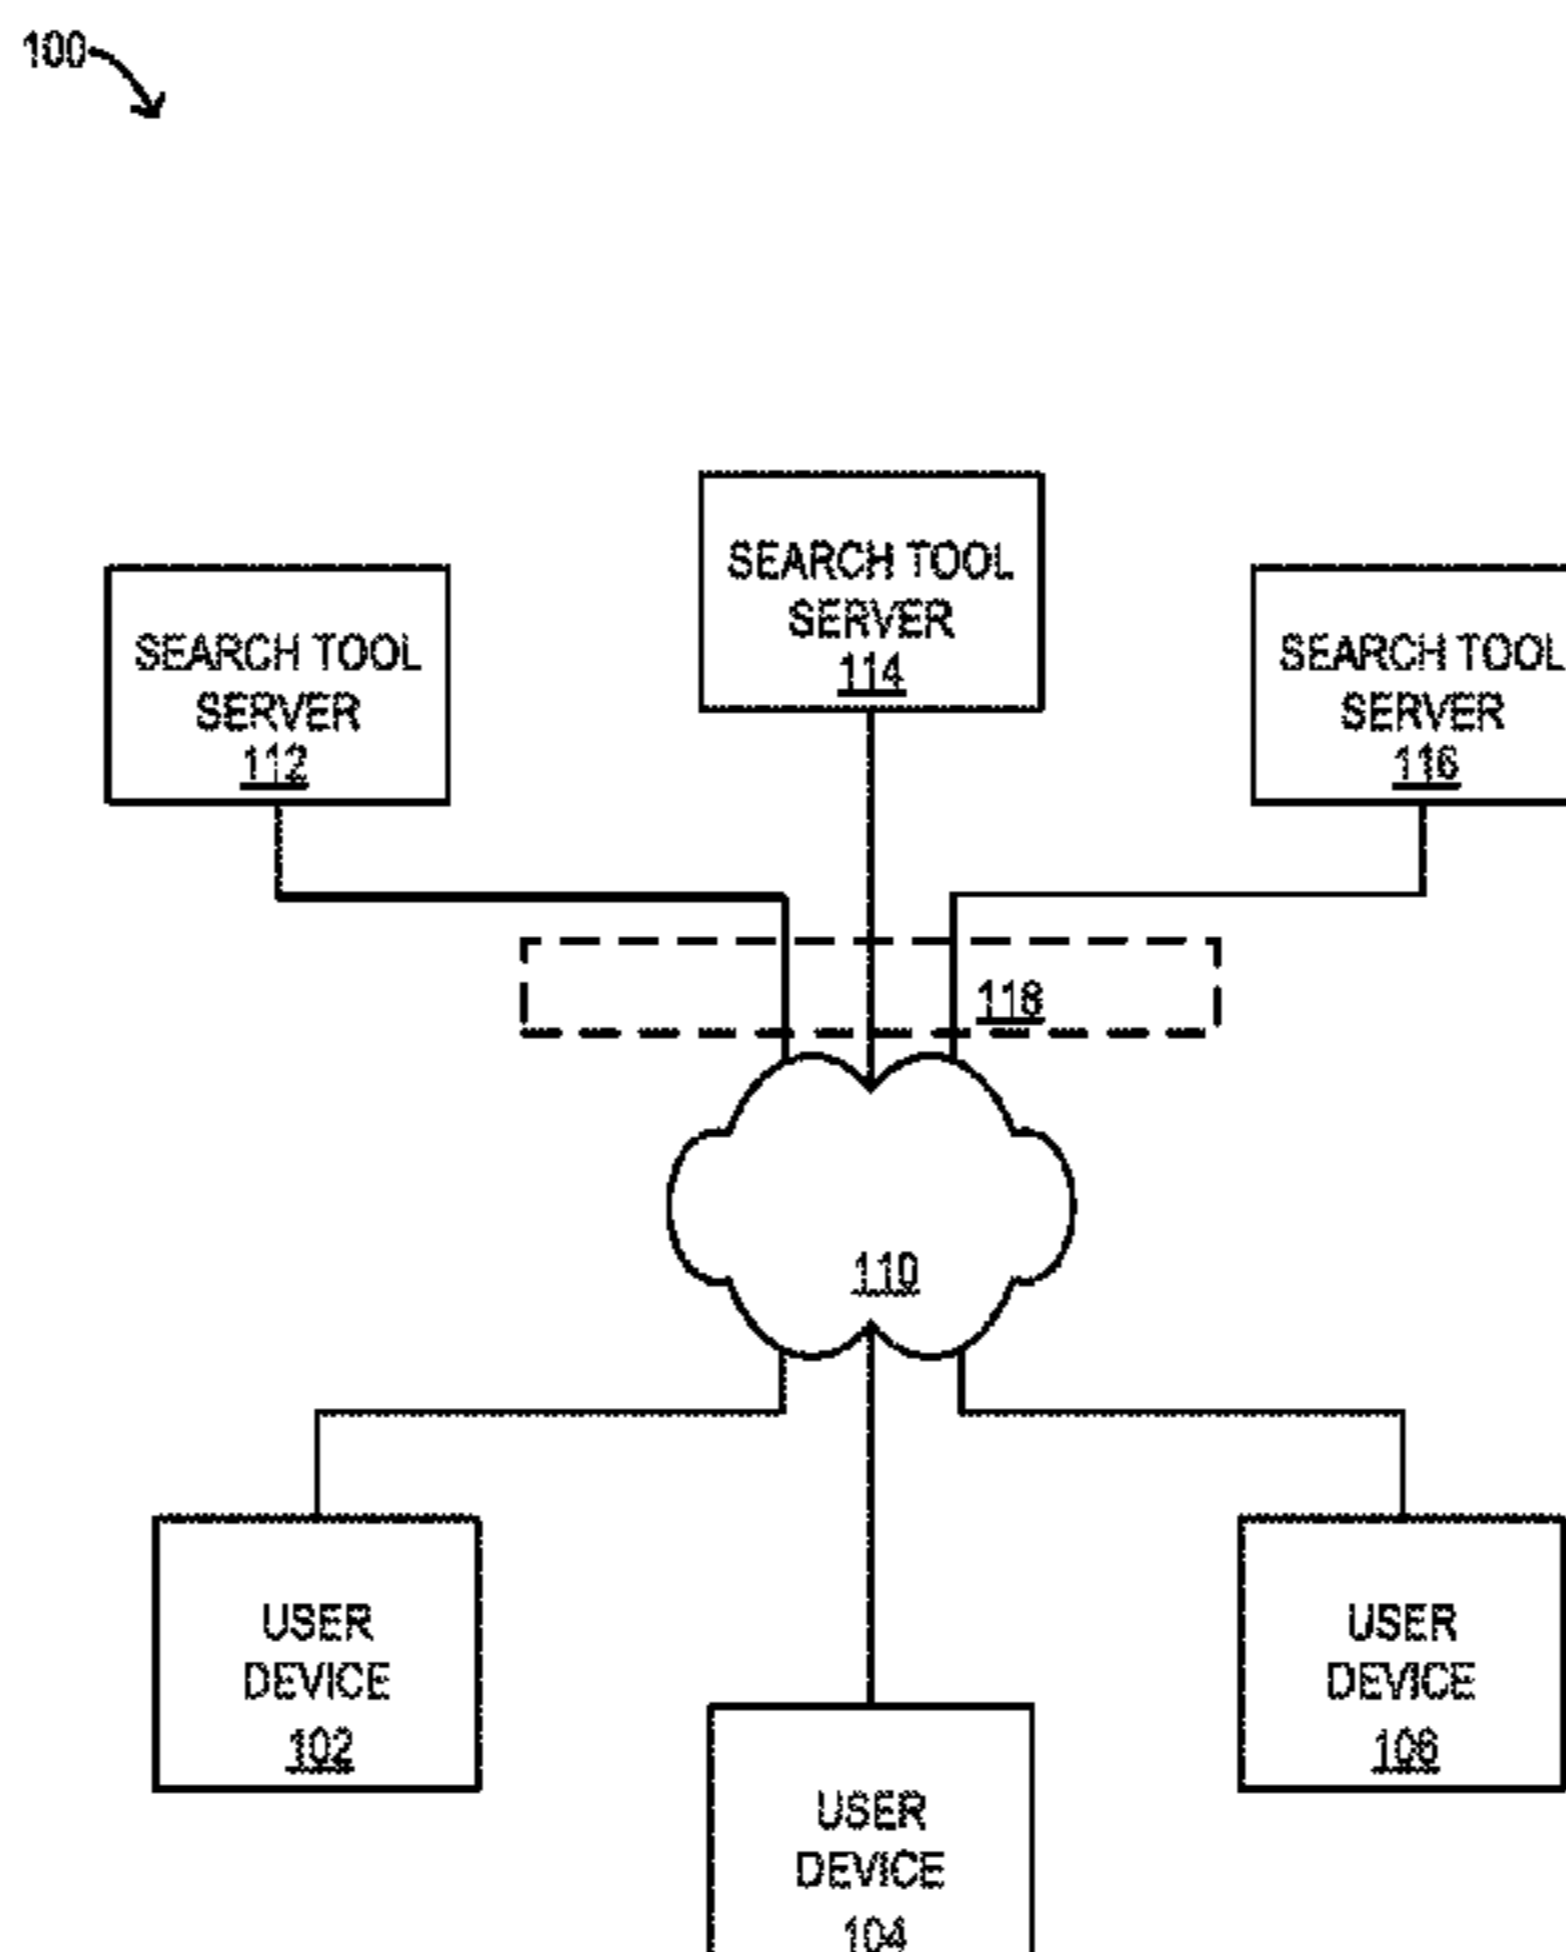 100
SEARCH TOOL
SERVER
114
SEARCH TOOL
SERVER
112
SEARCH TOOL
SERVER
116
118
110
USER
DEVICE
102
USER
DEVICE
106
USER
DEVICE
104